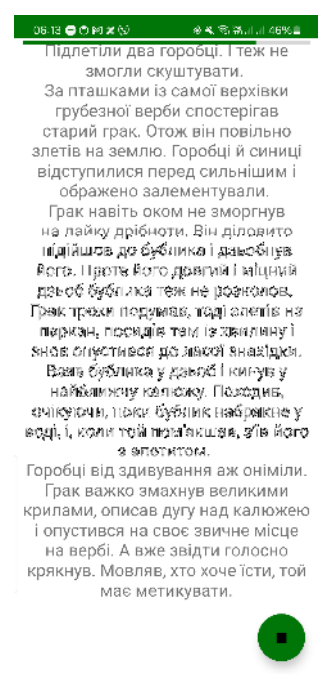 06:13 46%
Підлетіли два горобці. І теж не
змогли скуштувати.
За пташками із самої верхівки
грубезної верби спостерігав
старий грак. Отож він повільно
злетів на землю. Горобці й синиці
відступилися перед сильнішим і
ображено залементували.
Грак навіть оком не зморгнув
на лайку дрібноти. Він діловито
підійшов до бублика і дзьобнув
його. Проте його довгий і міцний
дзьоб бублика теж не розколов.
Грак трохи подумав, тоді злетів на
паркан, посидів там із хвилину і
знов опустився до ласої знахідки.
Взяв бублика у дзьоб і кинув у
найближчу калюжу. Походив,
очікуючи, поки бублик набрякне у
воді, і, коли той пом'якшав, з'їв його
з апетитом.
Горобці від здивування аж оніміли.
Грак важко змахнув великими
крилами, описав дугу над калюжею
і опустився на своє звичне місце
на вербі. А вже звідти голосно
крякнув. Мовляв, хто хоче їсти, той
має метикувати.